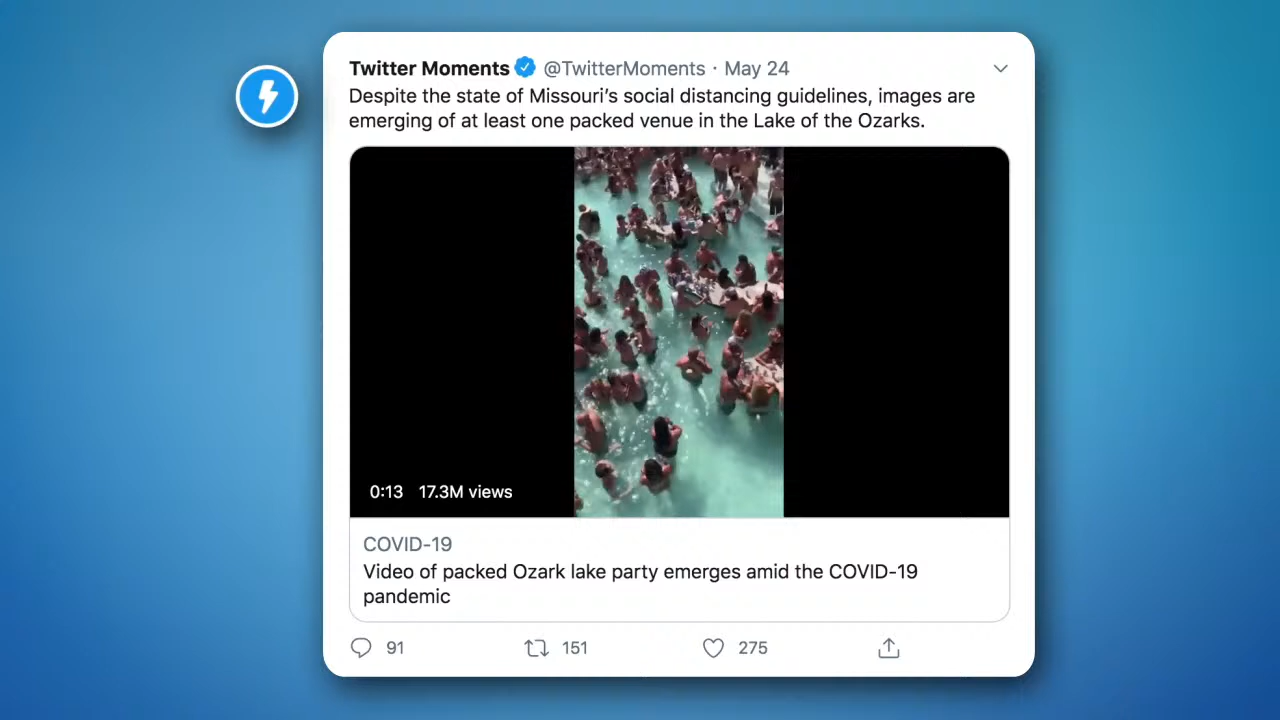 Twitter Moments @TwitterMoments · May 24
Despite the state of Missouri’s social distancing guidelines, images are
emerging of at least one packed venue in the Lake of the Ozarks.
0:13 17.3M views
COVID-19
Video of packed Ozark lake party emerges amid the COVID-19
pandemic
91 151 275